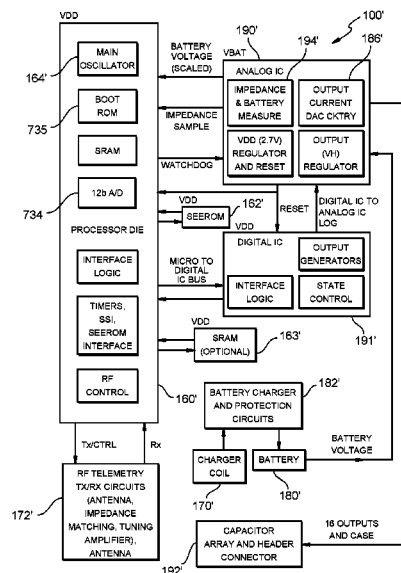 VDD
MAIN
OSCILLATOR
164'
BOOT
ROM
735
SRAM
12b A/D
734
PROCESSOR DIE
INTERFACE
LOGIC
TIMERS,
SSI,
SEEROM
INTERFACE
RF
CONTROL
160'
Tx/CTRL
Rx
RF TELEMETRY
TX/RX CIRCUITS
(ANTENNA,
IMPEDANCE
MATCHING, TUNING
AMPLIFIER),
ANTENNA
172'
BATTERY
VOLTAGE
(SCALED)
IMPEDANCE
SAMPLE
WATCHDOG
VDD
SEEROM
162'
MICRO TO
DIGITAL
IC BUS
VDD
SRAM
(OPTIONAL)
163'
100'
190'
194'
186'
VBAT
ANALOG IC
IMPEDANCE
& BATTERY
MEASURE
OUTPUT
CURRENT
DAC CKTRY
VDD (2.7V)
REGULATOR
AND RESET
OUTPUT
(VH)
REGULATOR
RESET
DIGITAL IC TO
ANALOG IC
LOG
VDD
DIGITAL IC
OUTPUT
GENERATORS
INTERFACE
LOGIC
STATE
CONTROL
191'
182'
BATTERY CHARGER
AND PROTECTION
CIRCUITS
CHARGER
COIL
170'
BATTERY
180'
BATTERY
VOLTAGE
CAPACITOR
ARRAY AND HEADER
CONNECTOR
192'
16 OUTPUTS
AND CASE